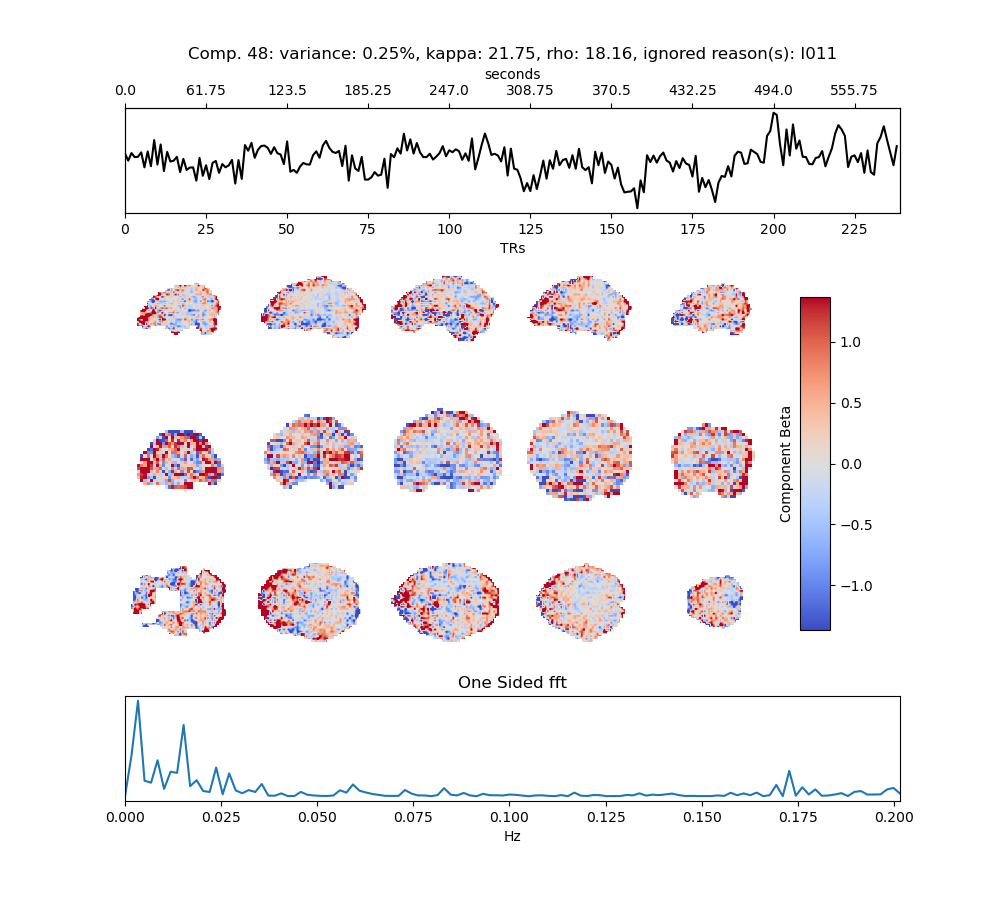 Comp. 48: variance: 0.25%, kappa: 21.75, rho: 18.16, ignored reason(s): I011
seconds
0.0 61.75 123.5 185.25 247.0 308.75 370.5 432.25 494.0 555.75
0 25 50 75 100 125 150 175 200 225
TRs
1.0
0.5
0.0
−0.5
−1.0
Component Beta
One Sided fft
0.000 0.025 0.050 0.075 0.100 0.125 0.150 0.175 0.200
Hz